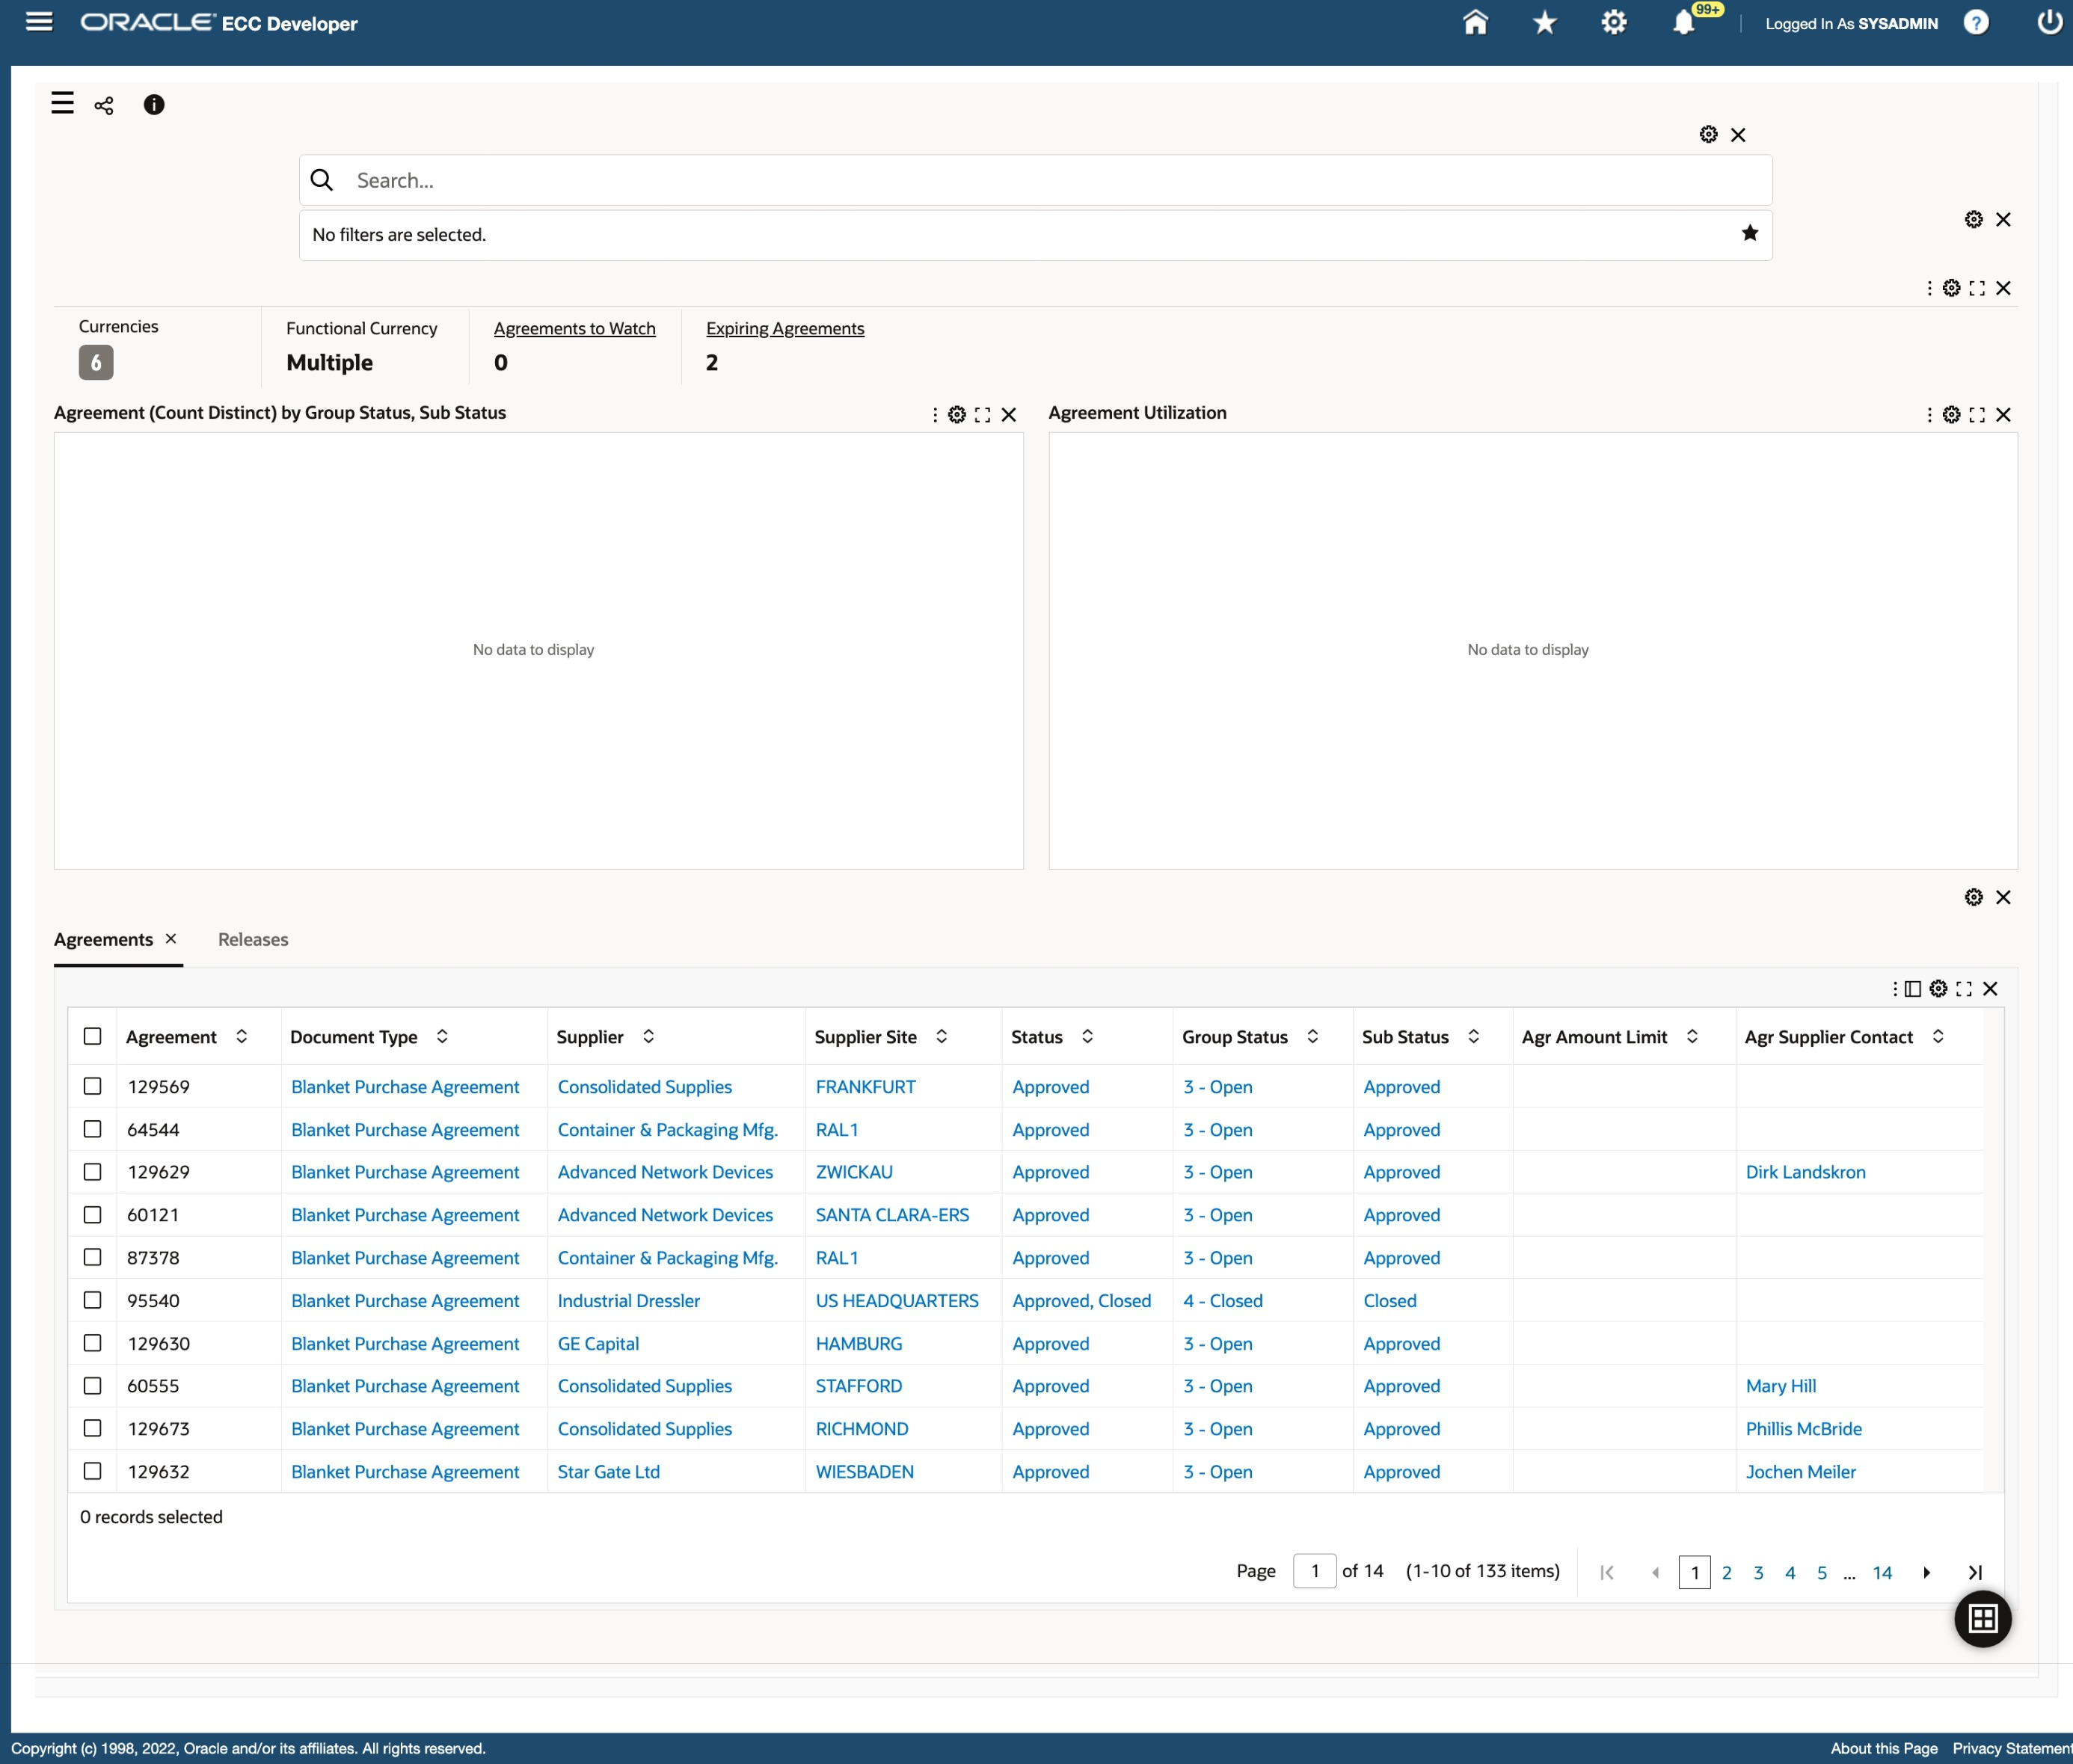 ORACLE ECC Developer
99+
Logged In As SYSADMIN
?
Search...
No filters are selected.
Currencies
6
Functional Currency
Multiple
Agreements to Watch
0
Expiring Agreements
2
Agreement (Count Distinct) by Group Status, Sub Status
No data to display
Agreement Utilization
No data to display
Agreements
Releases
Agreement Document Type Supplier Supplier Site Status Group Status Sub Status Agr Amount Limit Agr Supplier Contact
129569 Blanket Purchase Agreement Consolidated Supplies FRANKFURT Approved 3 - Open Approved
64544 Blanket Purchase Agreement Container & Packaging Mfg. RAL1 Approved 3 - Open Approved
129629 Blanket Purchase Agreement Advanced Network Devices ZWICKAU Approved 3 - Open Approved Dirk Landskron
60121 Blanket Purchase Agreement Advanced Network Devices SANTA CLARA-ERS Approved 3 - Open Approved
87378 Blanket Purchase Agreement Container & Packaging Mfg. RAL1 Approved 3 - Open Approved
95540 Blanket Purchase Agreement Industrial Dressler US HEADQUARTERS Approved, Closed 4 - Closed Closed
129630 Blanket Purchase Agreement GE Capital HAMBURG Approved 3 - Open Approved
60555 Blanket Purchase Agreement Consolidated Supplies STAFFORD Approved 3 - Open Approved Mary Hill
129673 Blanket Purchase Agreement Consolidated Supplies RICHMOND Approved 3 - Open Approved Phillis McBride
129632 Blanket Purchase Agreement Star Gate Ltd WIESBADEN Approved 3 - Open Approved Jochen Meiler
0 records selected
Page 1 of 14 (1-10 of 133 items) 1 2 3 4 5 ... 14
Copyright (c) 1998, 2022, Oracle and/or its affiliates. All rights reserved.
About this Page Privacy Statement